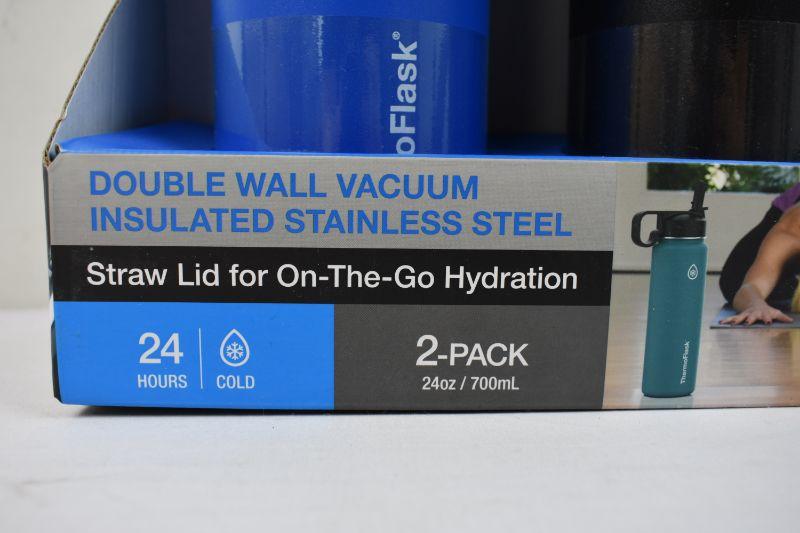 oFlask®
DOUBLE WALL VACUUM
INSULATED STAINLESS STEEL
Straw Lid for On-The-Go Hydration
24
HOURS
COLD
2-PACK
24oz / 700mL
ThermoFlask